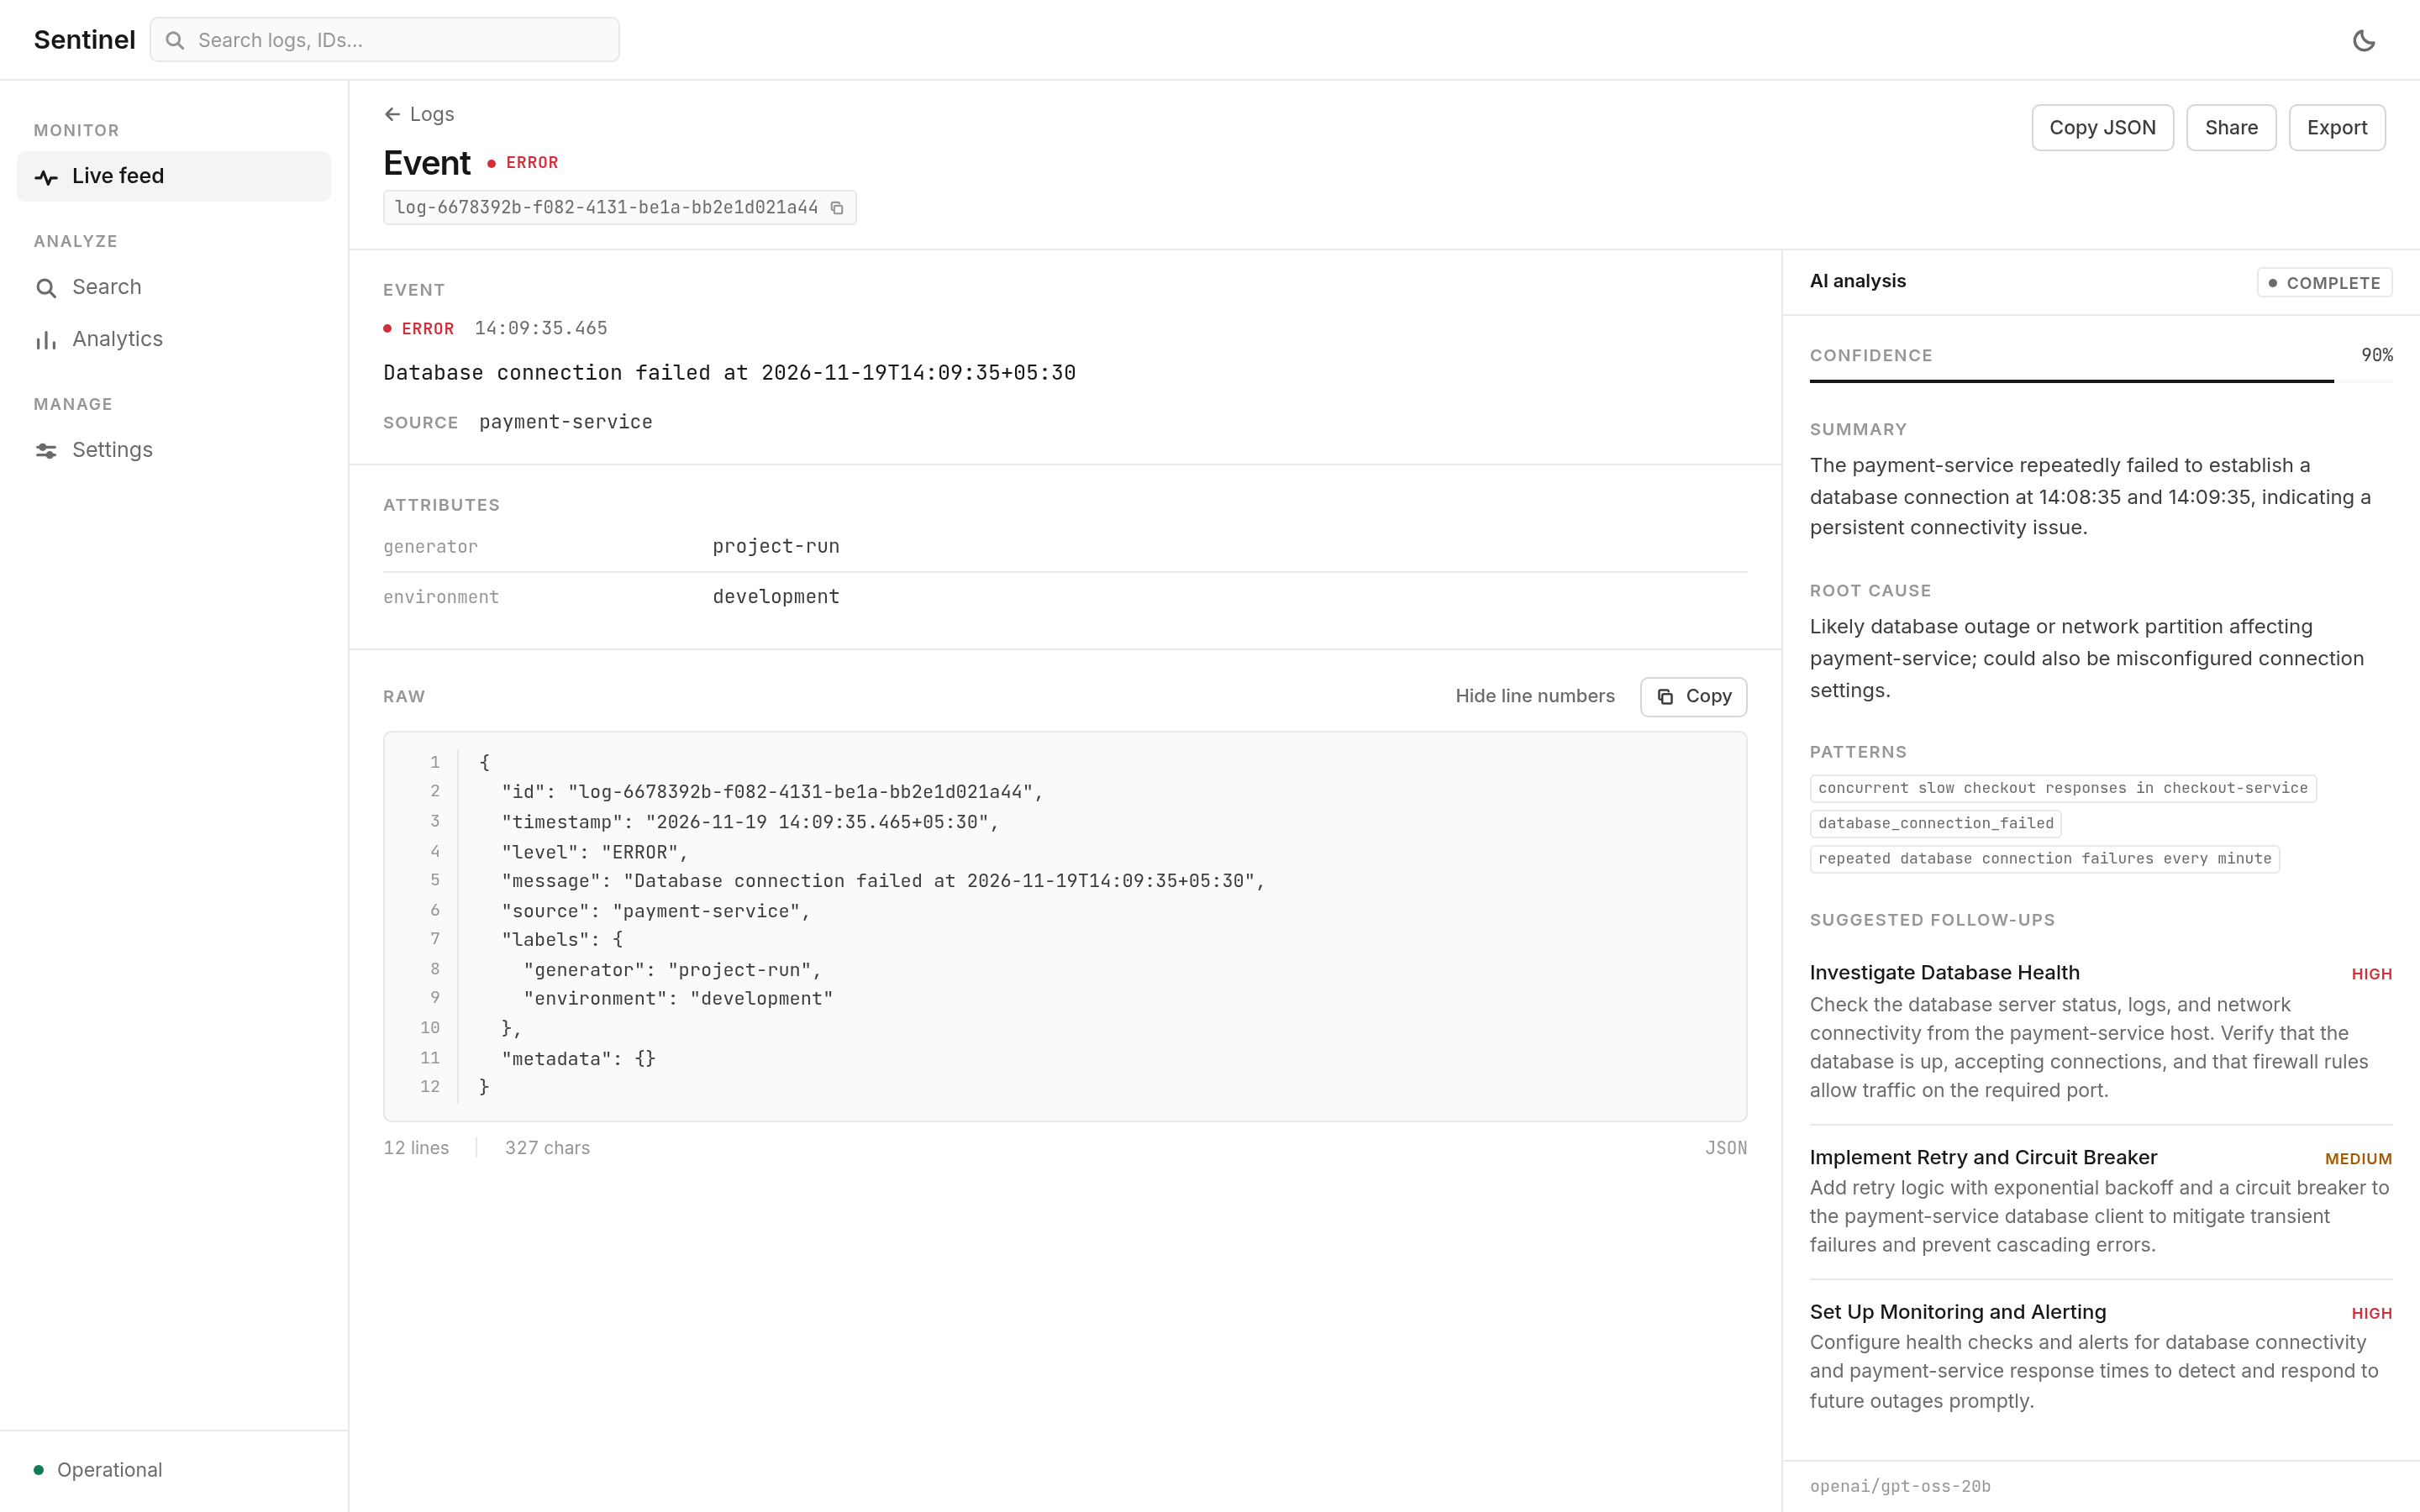 Sentinel
Search logs, IDs...
MONITOR
Live feed
ANALYZE
Search
Analytics
MANAGE
Settings
Operational
Logs
Event ERROR
log-6678392b-f082-4131-be1a-bb2e1d021a44
Copy JSON
Share
Export
EVENT
ERROR 14:09:35.465
Database connection failed at 2026-11-19T14:09:35+05:30
SOURCE payment-service
ATTRIBUTES
generator project-run
environment development
RAW
Hide line numbers
Copy
1 {
2 "id": "log-6678392b-f082-4131-be1a-bb2e1d021a44",
3 "timestamp": "2026-11-19 14:09:35.465+05:30",
4 "level": "ERROR",
5 "message": "Database connection failed at 2026-11-19T14:09:35+05:30",
6 "source": "payment-service",
7 "labels": {
8 "generator": "project-run",
9 "environment": "development"
10 },
11 "metadata": {}
12 }
12 lines
327 chars
JSON
AI analysis
COMPLETE
CONFIDENCE 90%
SUMMARY
The payment-service repeatedly failed to establish a
database connection at 14:08:35 and 14:09:35, indicating a
persistent connectivity issue.
ROOT CAUSE
Likely database outage or network partition affecting
payment-service; could also be misconfigured connection
settings.
PATTERNS
concurrent slow checkout responses in checkout-service
database_connection_failed
repeated database connection failures every minute
SUGGESTED FOLLOW-UPS
Investigate Database Health HIGH
Check the database server status, logs, and network
connectivity from the payment-service host. Verify that the
database is up, accepting connections, and that firewall rules
allow traffic on the required port.
Implement Retry and Circuit Breaker MEDIUM
Add retry logic with exponential backoff and a circuit breaker to
the payment-service database client to mitigate transient
failures and prevent cascading errors.
Set Up Monitoring and Alerting HIGH
Configure health checks and alerts for database connectivity
and payment-service response times to detect and respond to
future outages promptly.
openai/gpt-oss-20b